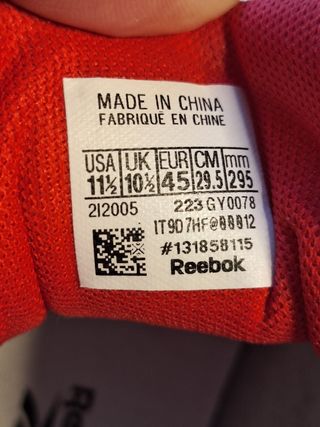 MADE IN CHINA
FABRIQUÉ EN CHINE
USA UK EUR CM mm
11½ 10½ 45 29.5 295
2I2005 223 GY0078
IT9D7HF@00012
#131858115
Reebok